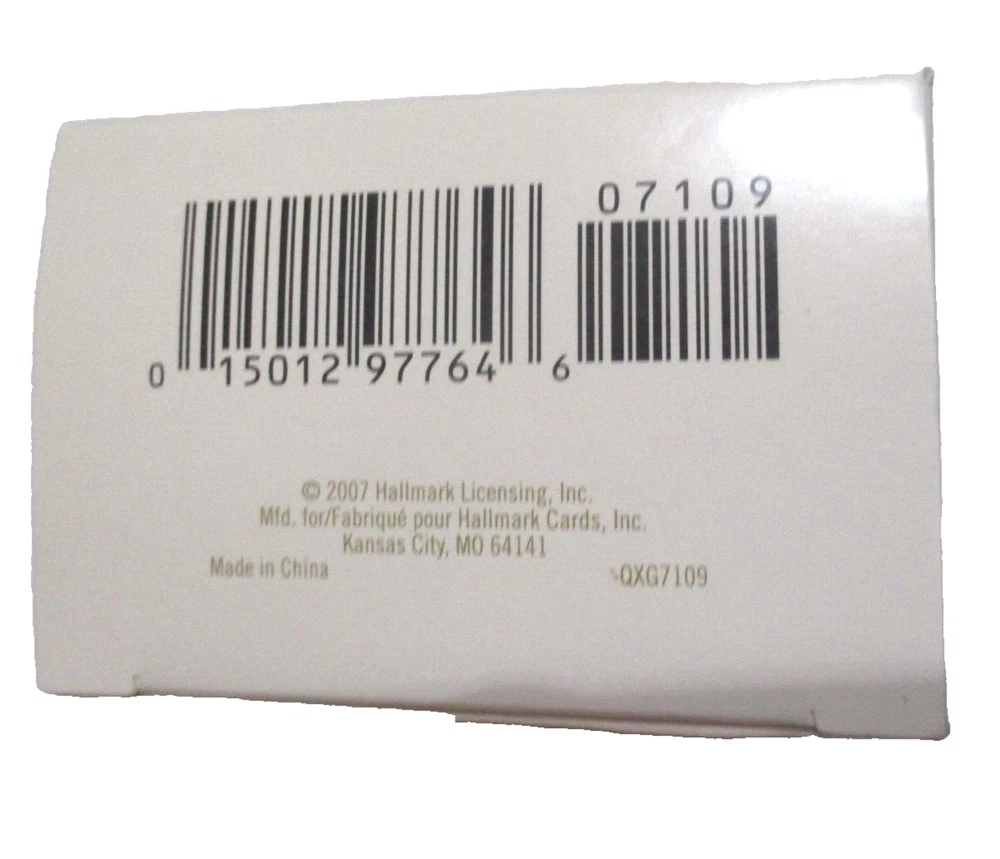 07109
0 15012 97764 6
© 2007 Hallmark Licensing, Inc.
Mfd. for/Fabriqué pour Hallmark Cards, Inc.
Kansas City, MO 64141
Made in China QXG7109